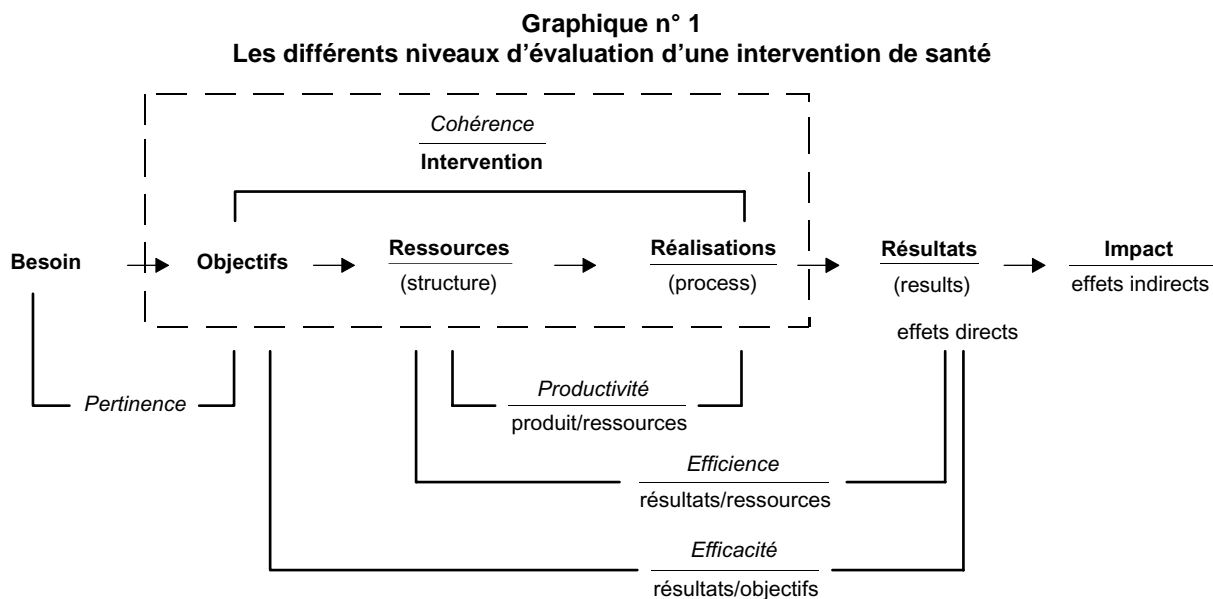 Graphique n° 1
Les différents niveaux d’évaluation d’une intervention de santé
Cohérence
Intervention
Besoin
Objectifs
Ressources
(structure)
Réalisations
(process)
Résultats
(results)
effets directs
Impact
effets indirects
Pertinence
Productivité
produit/ressources
Efficience
résultats/ressources
Efficacité
résultats/objectifs